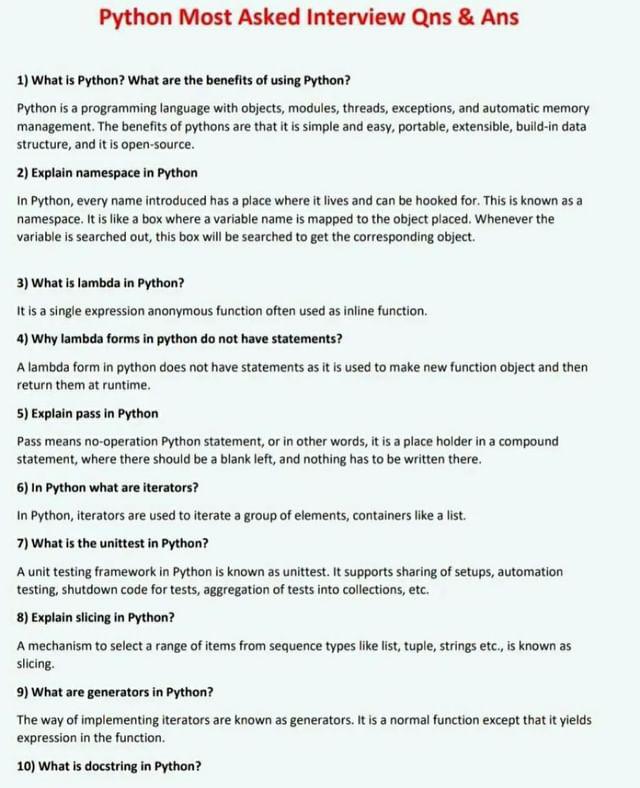 Python Most Asked Interview Qns & Ans
1) What is Python? What are the benefits of using Python?
Python is a programming language with objects, modules, threads, exceptions, and automatic memory
management. The benefits of pythons are that it is simple and easy, portable, extensible, build-in data
structure, and it is open-source.
2) Explain namespace in Python
In Python, every name introduced has a place where it lives and can be hooked for. This is known as a
namespace. It is like a box where a variable name is mapped to the object placed. Whenever the
variable is searched out, this box will be searched to get the corresponding object.
3) What is lambda in Python?
It is a single expression anonymous function often used as inline function.
4) Why lambda forms in python do not have statements?
A lambda form in python does not have statements as it is used to make new function object and then
return them at runtime.
5) Explain pass in Python
Pass means no-operation Python statement, or in other words, it is a place holder in a compound
statement, where there should be a blank left, and nothing has to be written there.
6) In Python what are iterators?
In Python, iterators are used to iterate a group of elements, containers like a list.
7) What is the unittest in Python?
A unit testing framework in Python is known as unittest. It supports sharing of setups, automation
testing, shutdown code for tests, aggregation of tests into collections, etc.
8) Explain slicing in Python?
A mechanism to select a range of items from sequence types like list, tuple, strings etc., is known as
slicing.
9) What are generators in Python?
The way of implementing iterators are known as generators. It is a normal function except that it yields
expression in the function.
10) What is docstring in Python?